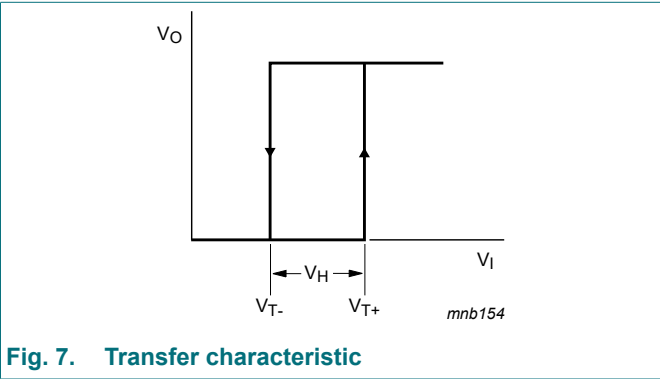 VO
VI
VH
VT-
VT+
mnb154
Fig. 7. Transfer characteristic